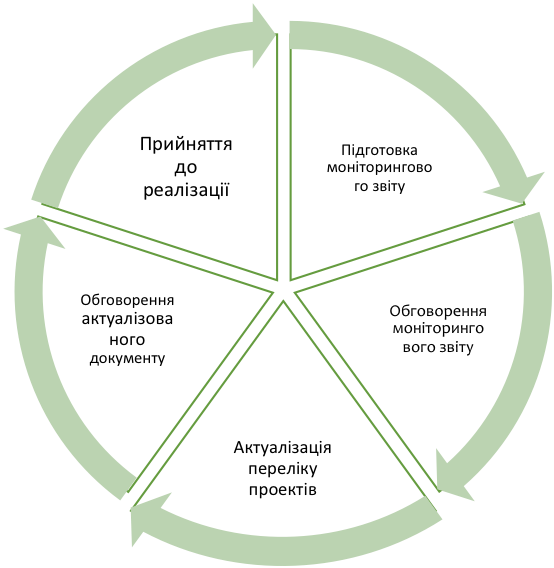 Підготовка
моніторингово
го звіту
Обговорення
моніторинго
вого звіту
Актуалізація
переліку
проектів
Обговорення
актуалізова
ного
документу
Прийняття
до
реалізації